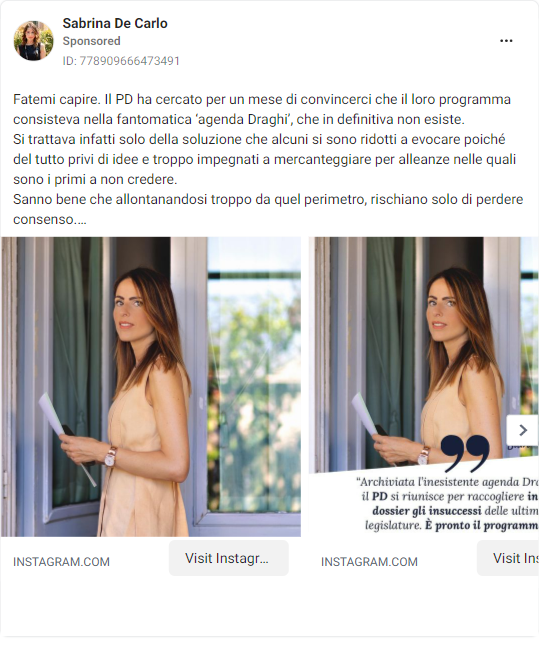 Sabrina De Carlo
Sponsored
ID: 778909666473491
Fatemi capire. Il PD ha cercato per un mese di convincerci che il loro programma
consisteva nella fantomatica ‘agenda Draghi’, che in definitiva non esiste.
Si trattava infatti solo della soluzione che alcuni si sono ridotti a evocare poiché
del tutto privi di idee e troppo impegnati a mercanteggiare per alleanze nelle quali
sono i primi a non credere.
Sanno bene che allontanandosi troppo da quel perimetro, rischiano solo di perdere
consenso....
"Archiviata l'inesistente agenda Dra
il PD si riunisce per raccogliere in
dossier gli insuccessi delle ultim
legislature. È pronto il programm
INSTAGRAM.COM
Visit Instagr...
INSTAGRAM.COM
Visit Ins